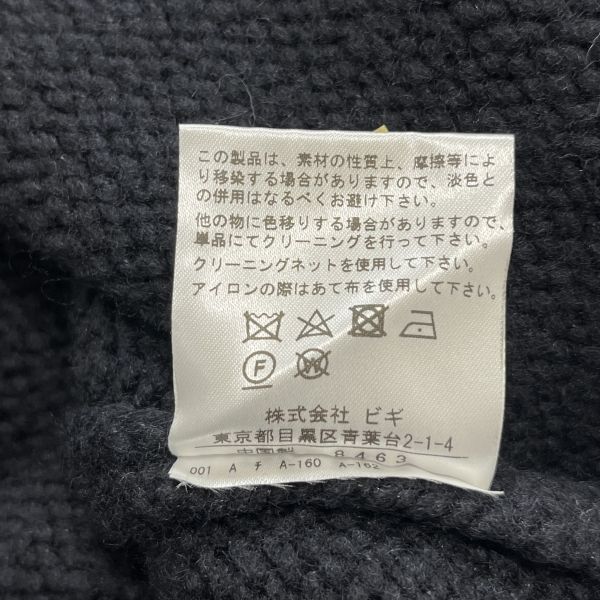 この製品は、素材の性質上、摩擦等によ
り移染する場合がありますので、淡色と
の併用はなるべくお避け下さい。
他の物に色移りする場合がありますので、
単品にてクリーニングを行って下さい。
クリーニングネットを使用して下さい。
アイロンの際はあて布を使用して下さい。
F W
株式会社 ビギ
東京都目黒区青葉台2-1-4
中国製 8463
001 A チ A-160 A-162